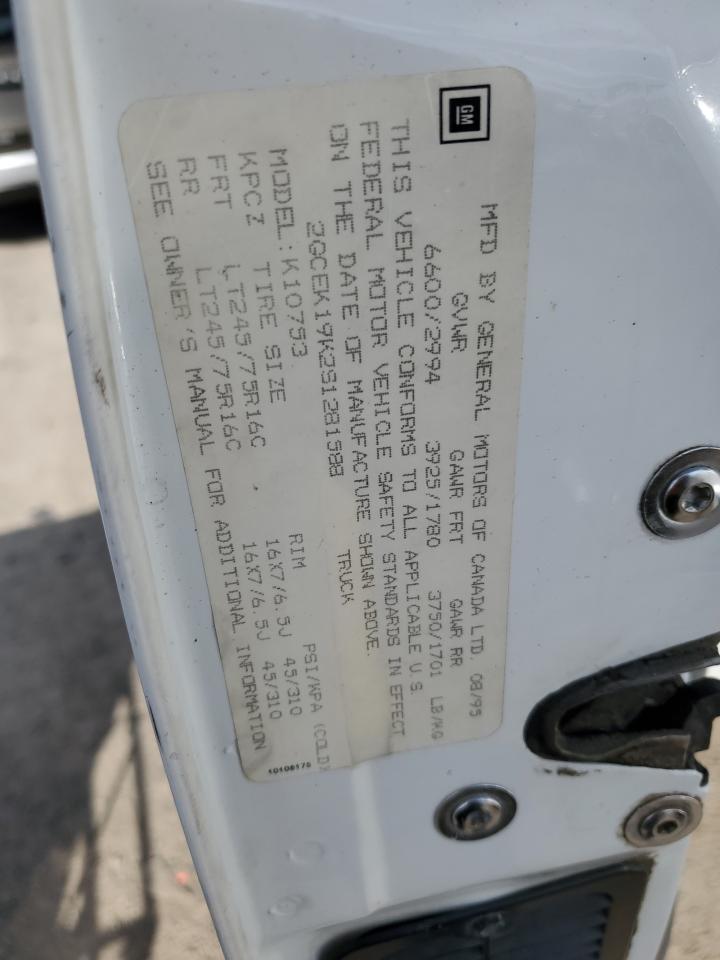 GM
MFD BY GENERAL MOTORS OF CANADA LTD. 08/95
GVWR GAWR FRT GAWR RR
6600/2994 3925/1780 3750/1701 LB/KG
THIS VEHICLE CONFORMS TO ALL APPLICABLE U.S.
FEDERAL MOTOR VEHICLE SAFETY STANDARDS IN EFFECT
ON THE DATE OF MANUFACTURE SHOWN ABOVE.
2GCEK19K2S1281588 TRUCK
MODEL: K10753
KPCZ TIRE SIZE RIM PSI/KPA (COLD)
FRT LT245/75R16C 16X7/6.5J 45/310
RR LT245/75R16C 16X7/6.5J 45/310
SEE OWNER'S MANUAL FOR ADDITIONAL INFORMATION